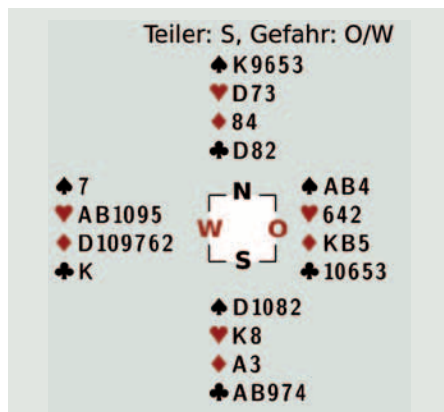 Teiler: S, Gefahr: O/W
♠K9653
♥D73
♦84
♣D82
♠7
♥AB1095
♦D109762
♣K
N
W O
S
♠AB4
♥642
♦KB5
♣10653
♠D1082
♥K8
♦A3
♣AB974